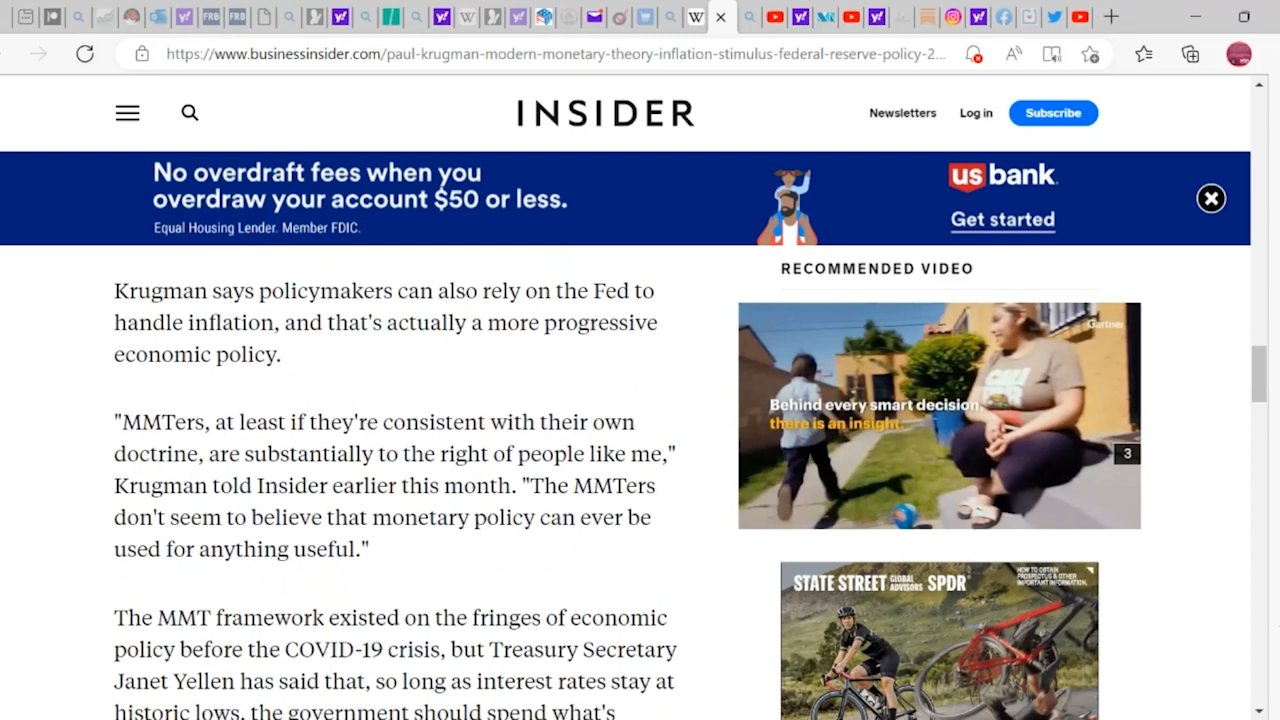 https://www.businessinsider.com/paul-krugman-modern-monetary-theory-inflation-stimulus-federal-reserve-policy-2...
INSIDER
Newsletters
Log in
Subscribe
No overdraft fees when you
overdraw your account $50 or less.
Equal Housing Lender. Member FDIC.
us bank
Get started
Krugman says policymakers can also rely on the Fed to
handle inflation, and that's actually a more progressive
economic policy.
"MMTers, at least if they're consistent with their own
doctrine, are substantially to the right of people like me,"
Krugman told Insider earlier this month. "The MMTers
don't seem to believe that monetary policy can ever be
used for anything useful."
The MMT framework existed on the fringes of economic
policy before the COVID-19 crisis, but Treasury Secretary
Janet Yellen has said that, so long as interest rates stay at
historic lows, the government should spend what's
RECOMMENDED VIDEO
Gartner
Behind every smart decision,
there is an insight.
3
STATE STREET GLOBAL ADVISORS SPDR
HOW TO OBTAIN
PROSPECTUS & OTHER
IMPORTANT INFORMATION.